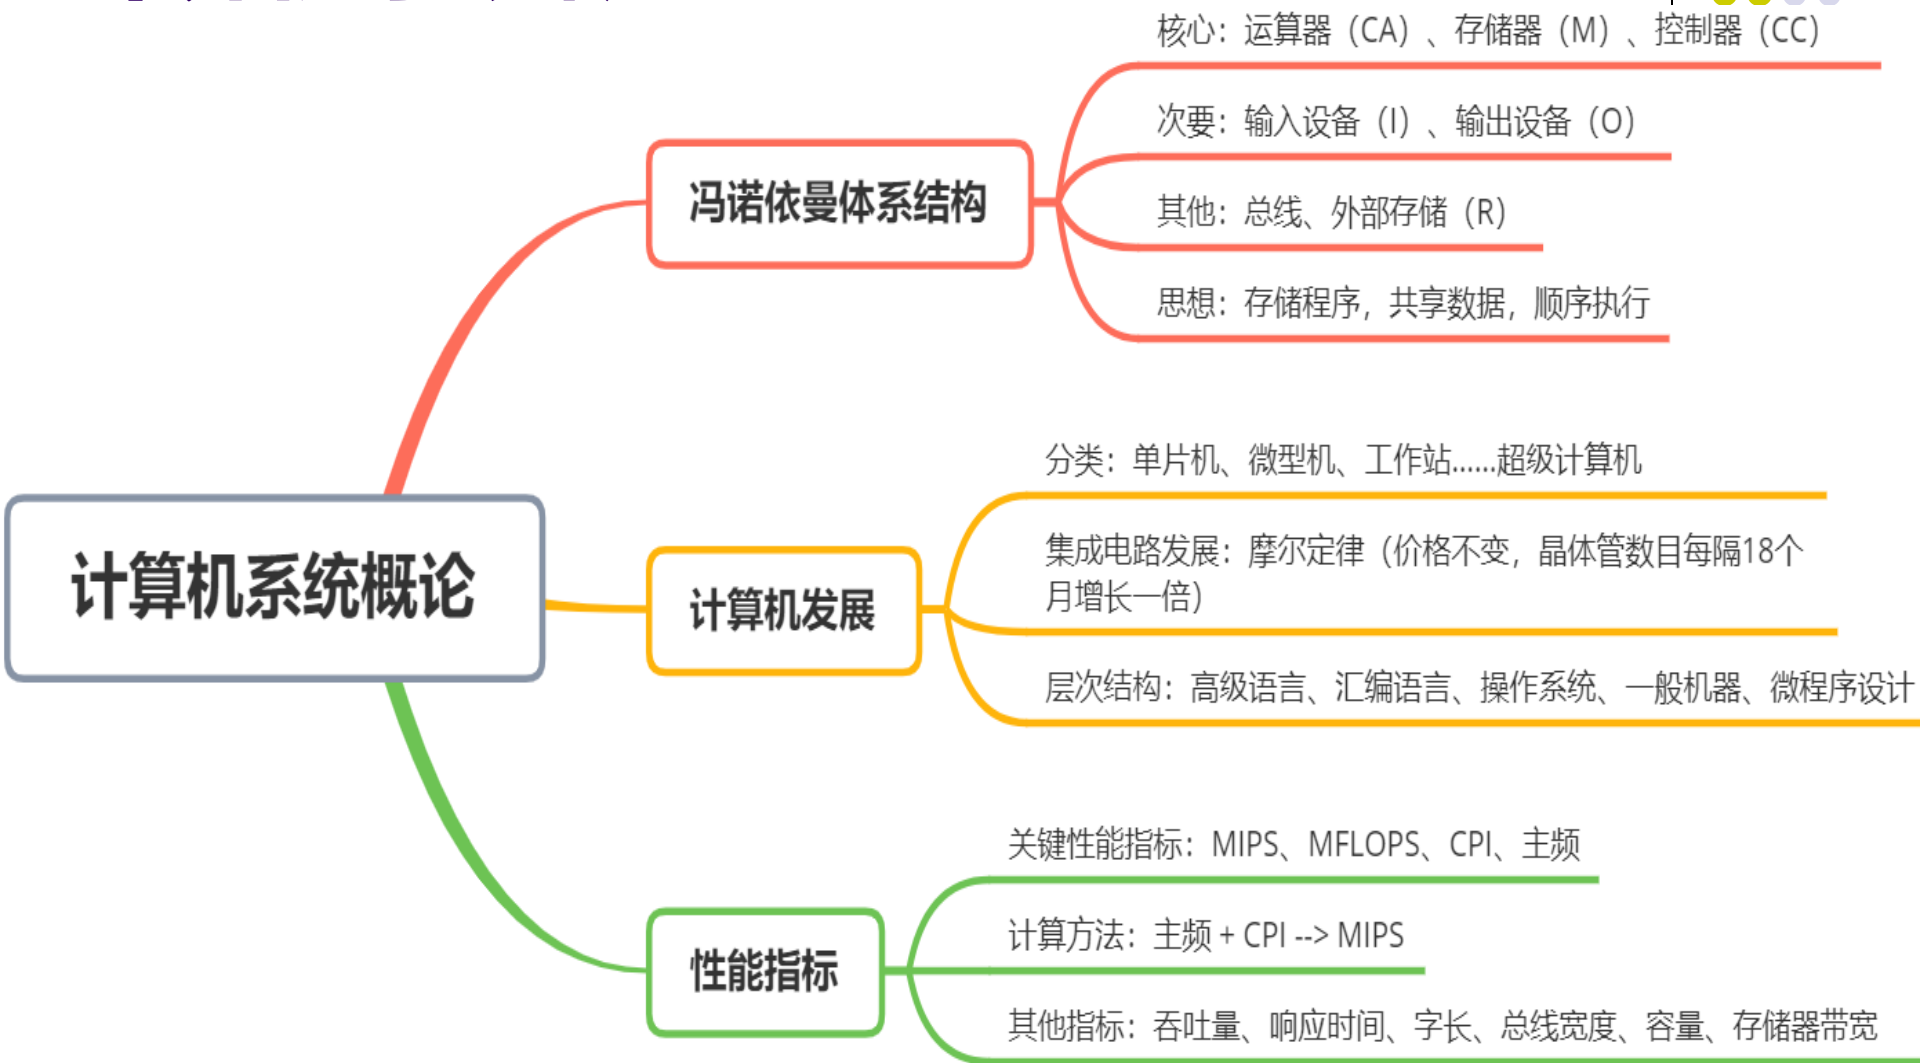 核心：运算器（CA）、存储器（M）、控制器（CC）
次要：输入设备（I）、输出设备（O）
冯诺依曼体系结构
其他：总线、外部存储（R）
思想：存储程序，共享数据，顺序执行
分类：单片机、微型机、工作站......超级计算机
集成电路发展：摩尔定律（价格不变，晶体管数目每隔18个
月增长一倍）
计算机系统概论
计算机发展
层次结构：高级语言、汇编语言、操作系统、一般机器、微程序设计
关键性能指标：MIPS、MFLOPS、CPI、主频
计算方法：主频 + CPI --> MIPS
性能指标
其他指标：吞吐量、响应时间、字长、总线宽度、容量、存储器带宽